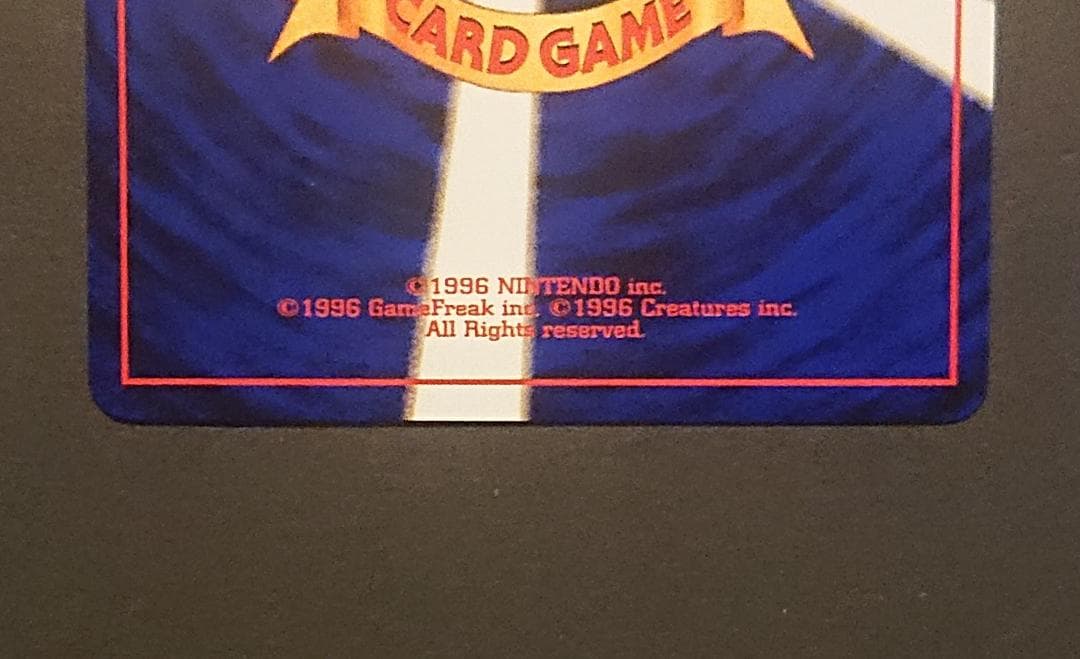 CARD GAME
©1996 NINTENDO inc.
©1996 GameFreak inc. ©1996 Creatures inc.
All Rights reserved.